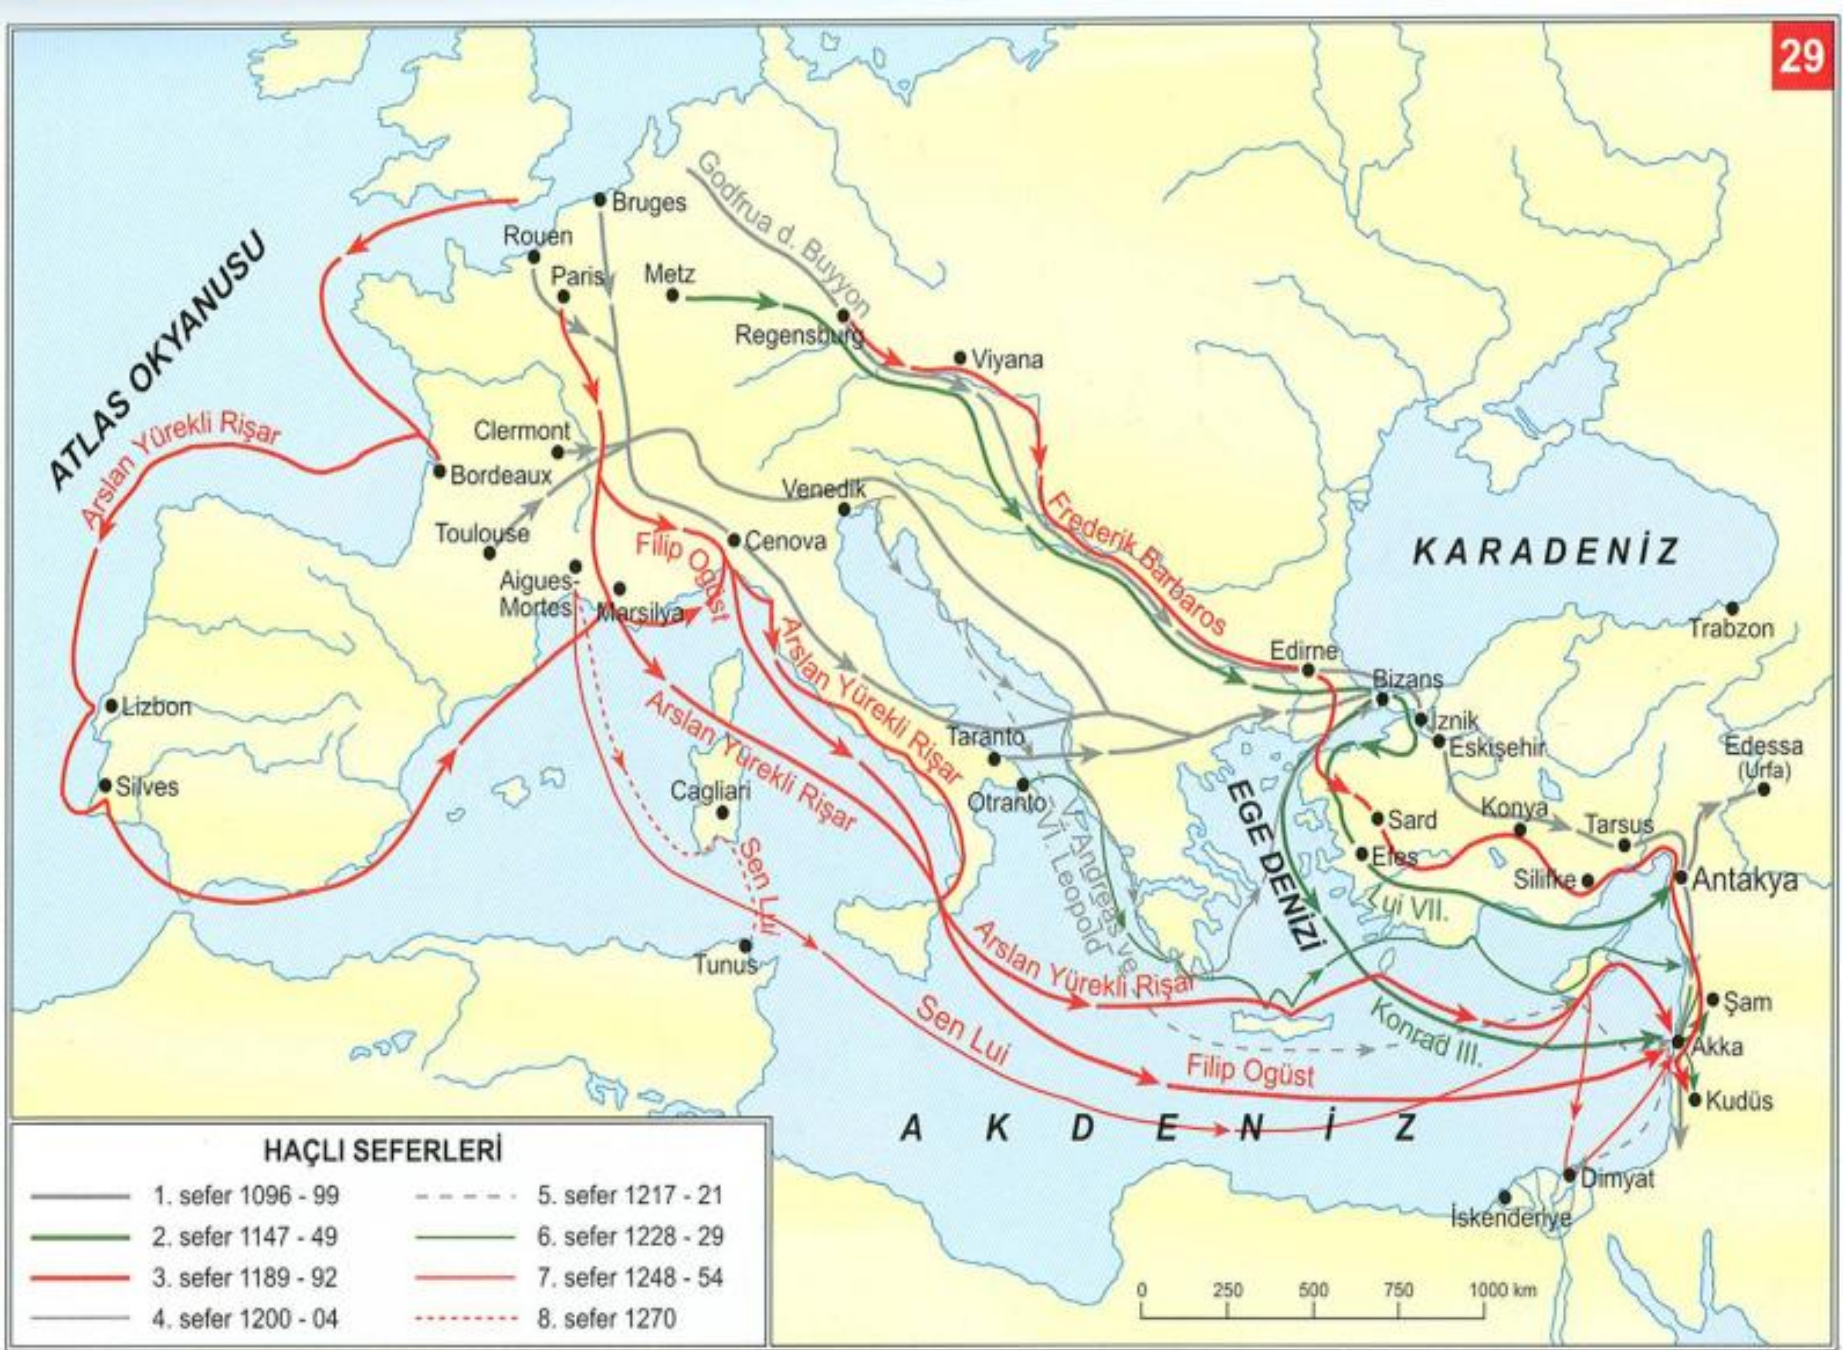 29
ATLAS OKYANUSU
Godfrua d. Buyyon
Bruges
Rouen
Paris
Metz
Regensburg
Viyana
Arslan Yürekli Rişar
Clermont
Bordeaux
Venedik
Toulouse
Cenova
Filip Ogüst
Frederik Barbaros
KARADENİZ
Aigues-
Mortes
Marsilya
Trabzon
Edirne
Bizans
Arslan Yürekli Rişar
Lizbon
Arslan Yürekli Rişar
İznik
Eskişehir
Taranto
Edessa
(Urfa)
Silves
Cagliari
Otranto
EGE DENİZİ
Sard
Konya
Tarsus
Efes
Silifke
Antakya
V. Andreas ve
VI. Leopold
Lui VII.
Sen Lui
Tunus
Arslan Yürekli Rişar
Şam
Sen Lui
Konrad III.
Akka
Filip Ogüst
Kudüs
AKDENİZ
Dimyat
İskenderiye
HAÇLI SEFERLERİ
1. sefer 1096 - 99
2. sefer 1147 - 49
3. sefer 1189 - 92
4. sefer 1200 - 04
5. sefer 1217 - 21
6. sefer 1228 - 29
7. sefer 1248 - 54
8. sefer 1270
0 250 500 750 1000 km